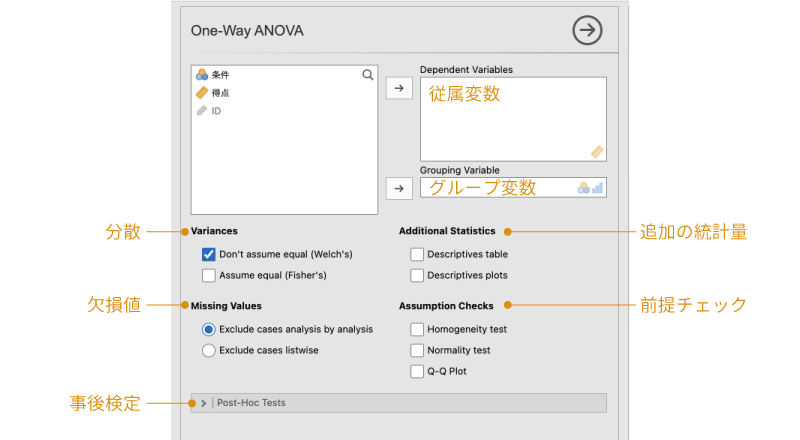 One-Way ANOVA
条件
得点
ID
Dependent Variables
従属変数
Grouping Variable
グループ変数
分散
Variances
Don't assume equal (Welch's)
Assume equal (Fisher's)
Additional Statistics
追加の統計量
Descriptives table
Descriptives plots
欠損値
Missing Values
Exclude cases analysis by analysis
Exclude cases listwise
Assumption Checks
前提チェック
Homogeneity test
Normality test
Q-Q Plot
事後検定
Post-Hoc Tests